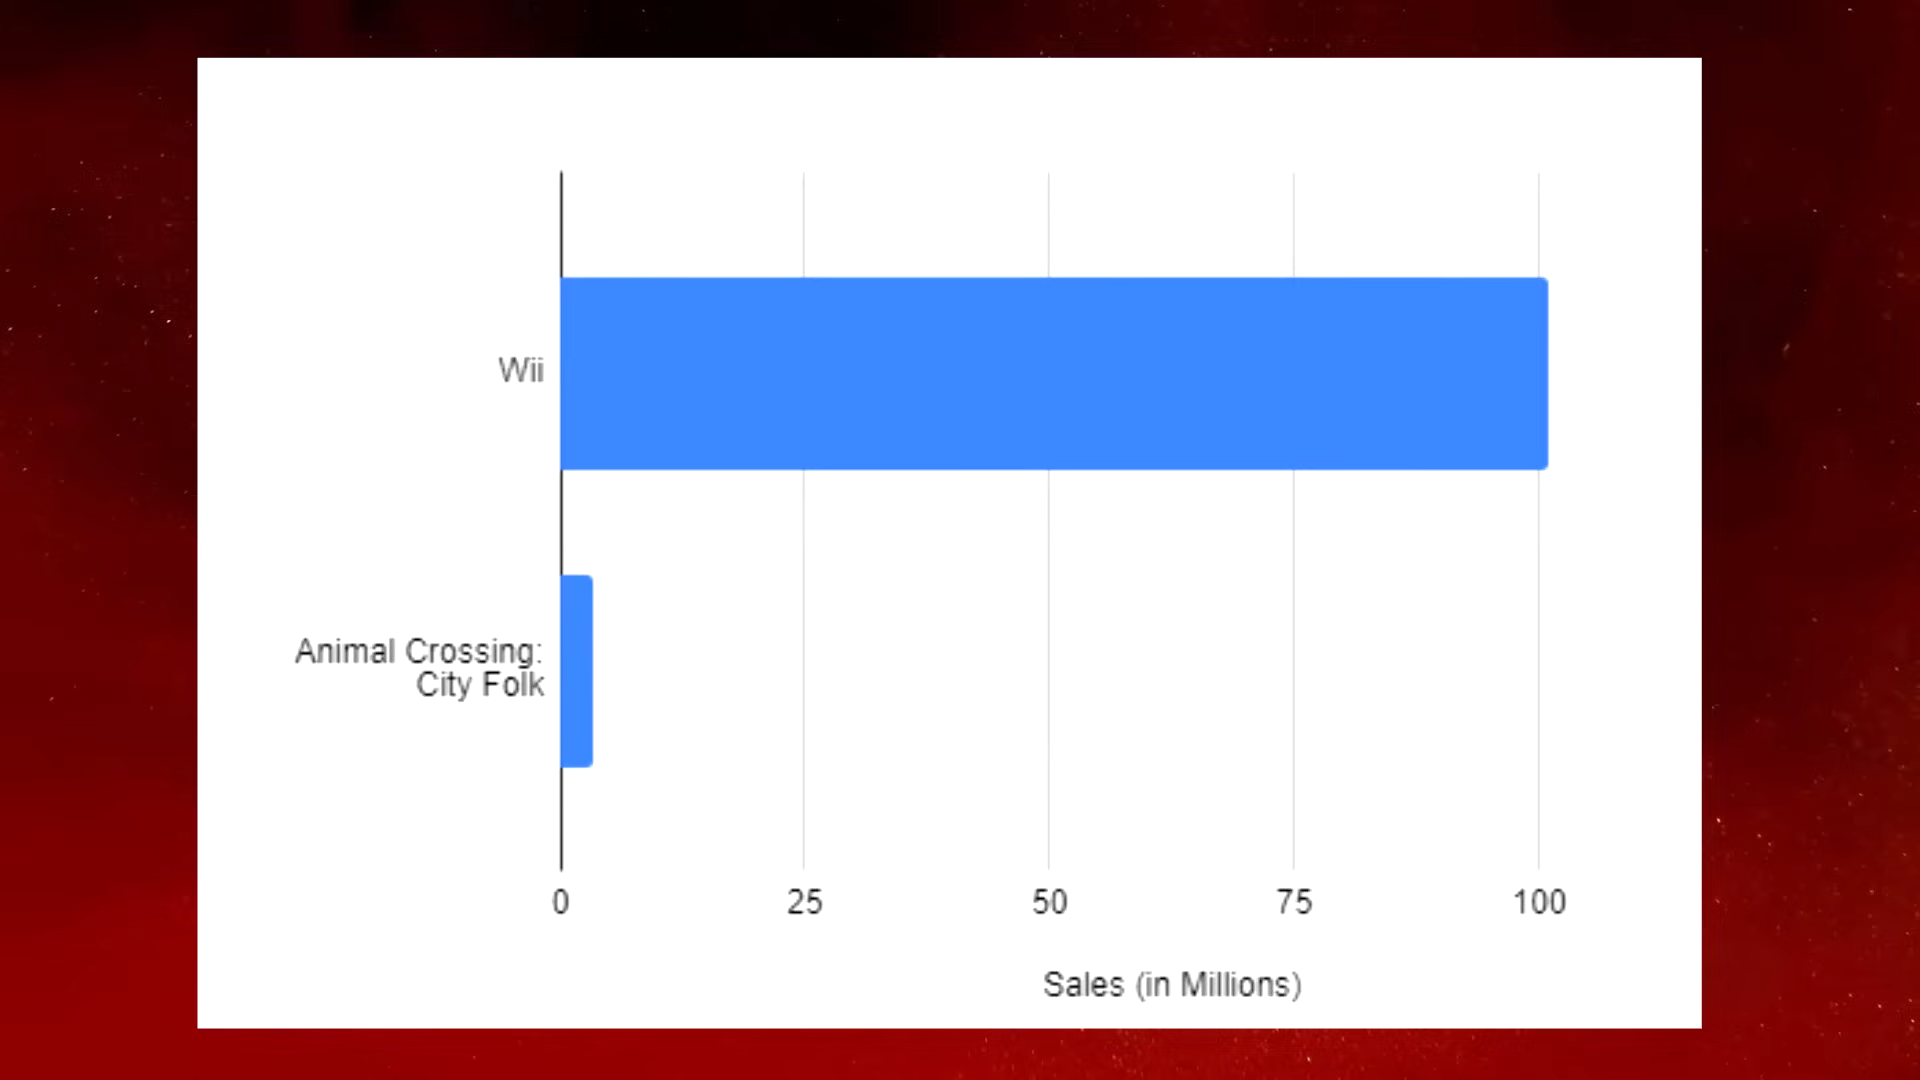 Wii
Animal Crossing:
City Folk
0 25 50 75 100
Sales (in Millions)